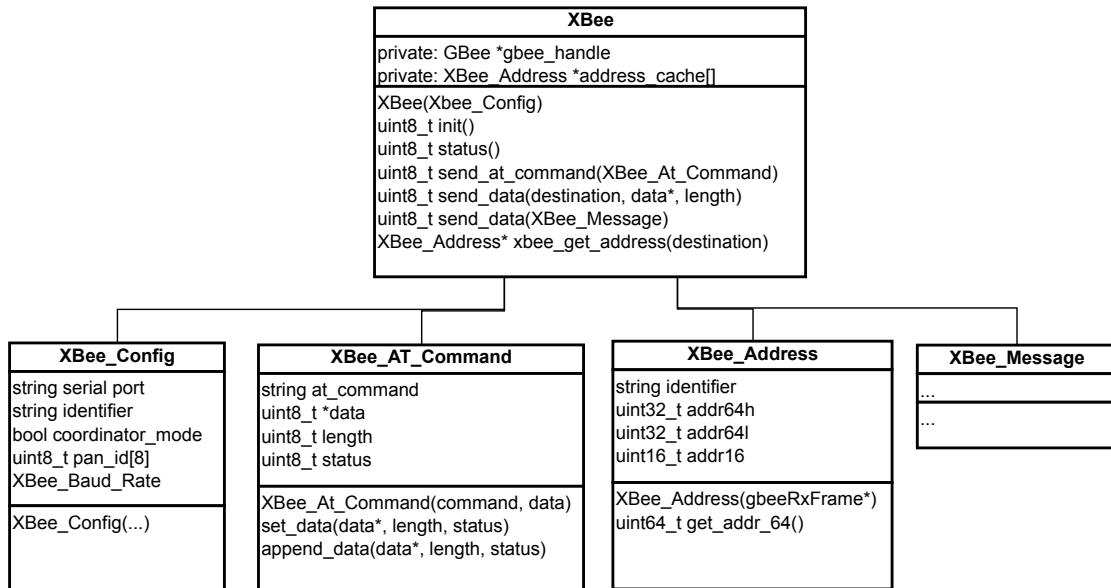 XBee
private: GBee *gbee_handle
private: XBee_Address *address_cache[]
XBee(Xbee_Config)
uint8_t init()
uint8_t status()
uint8_t send_at_command(XBee_At_Command)
uint8_t send_data(destination, data*, length)
uint8_t send_data(XBee_Message)
XBee_Address* xbee_get_address(destination)
XBee_Config
string serial port
string identifier
bool coordinator_mode
uint8_t pan_id[8]
XBee_Baud_Rate
XBee_Config(...)
XBee_AT_Command
string at_command
uint8_t *data
uint8_t length
uint8_t status
XBee_At_Command(command, data)
set_data(data*, length, status)
append_data(data*, length, status)
XBee_Address
string identifier
uint32_t addr64h
uint32_t addr64l
uint16_t addr16
XBee_Address(gbeeRxFrame*)
uint64_t get_addr_64()
XBee_Message
...
...